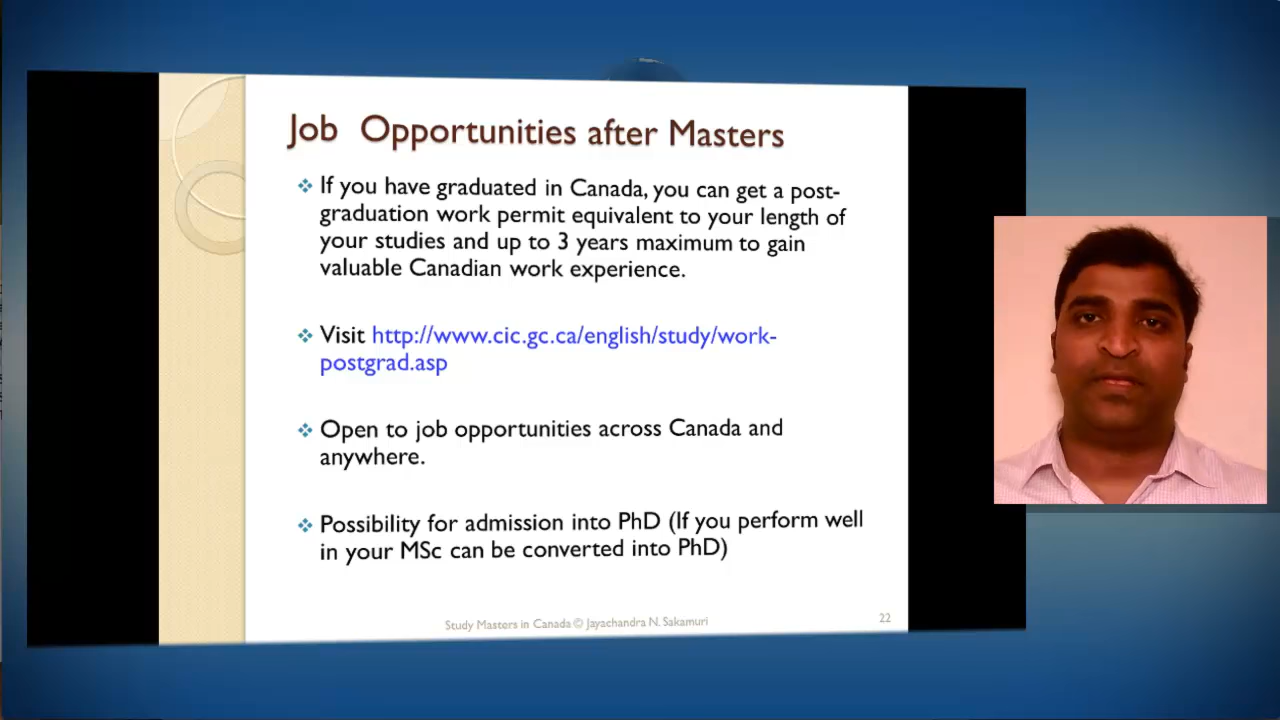 Job Opportunities after Masters
If you have graduated in Canada, you can get a post-
graduation work permit equivalent to your length of
your studies and up to 3 years maximum to gain
valuable Canadian work experience.
Visit http://www.cic.gc.ca/english/study/work-
postgrad.asp
Open to job opportunities across Canada and
anywhere.
Possibility for admission into PhD (If you perform well
in your MSc can be converted into PhD)
Study Masters in Canada © Jayachandra N. Sakamuri
22